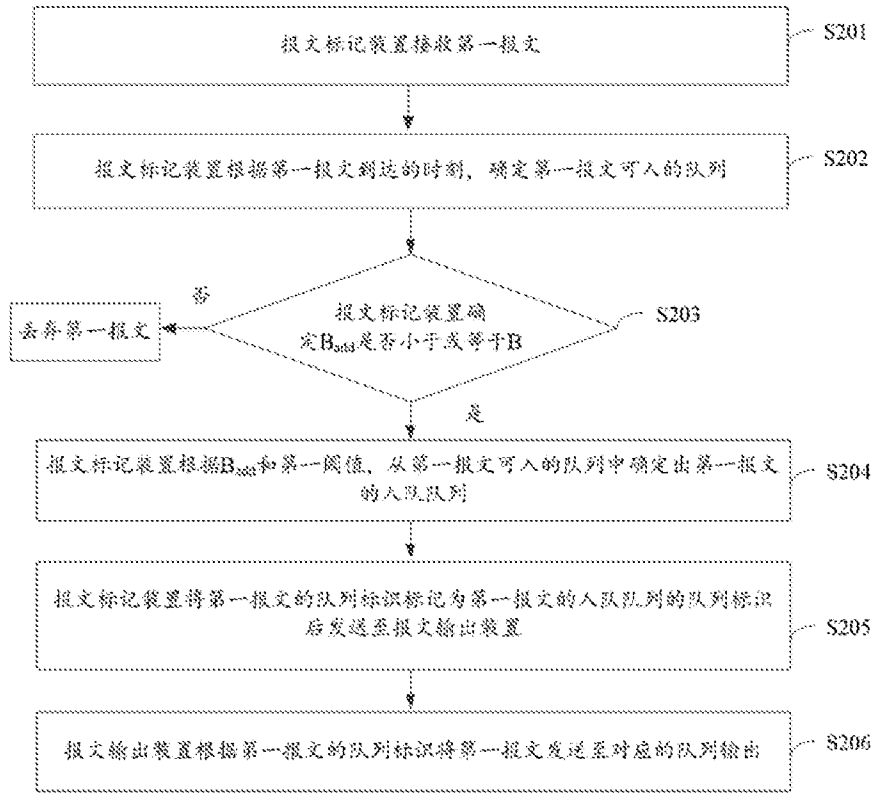 报文标记装置接收第一报文
S201
报文标记装置根据第一报文到达的时刻，确定第一报文可入的队列
S202
否
丢弃第一报文
报文标记装置确
定Badd是否小于或等于B
S203
是
报文标记装置根据Badd和第一阈值，从第一报文可入的队列中确定出第一报文
的入队队列
S204
报文标记装置将第一报文的队列标识标记为第一报文的入队队列的队列标识
后发送至报文输出装置
S205
报文输出装置根据第一报文的队列标识将第一报文发送至对应的队列输出
S206